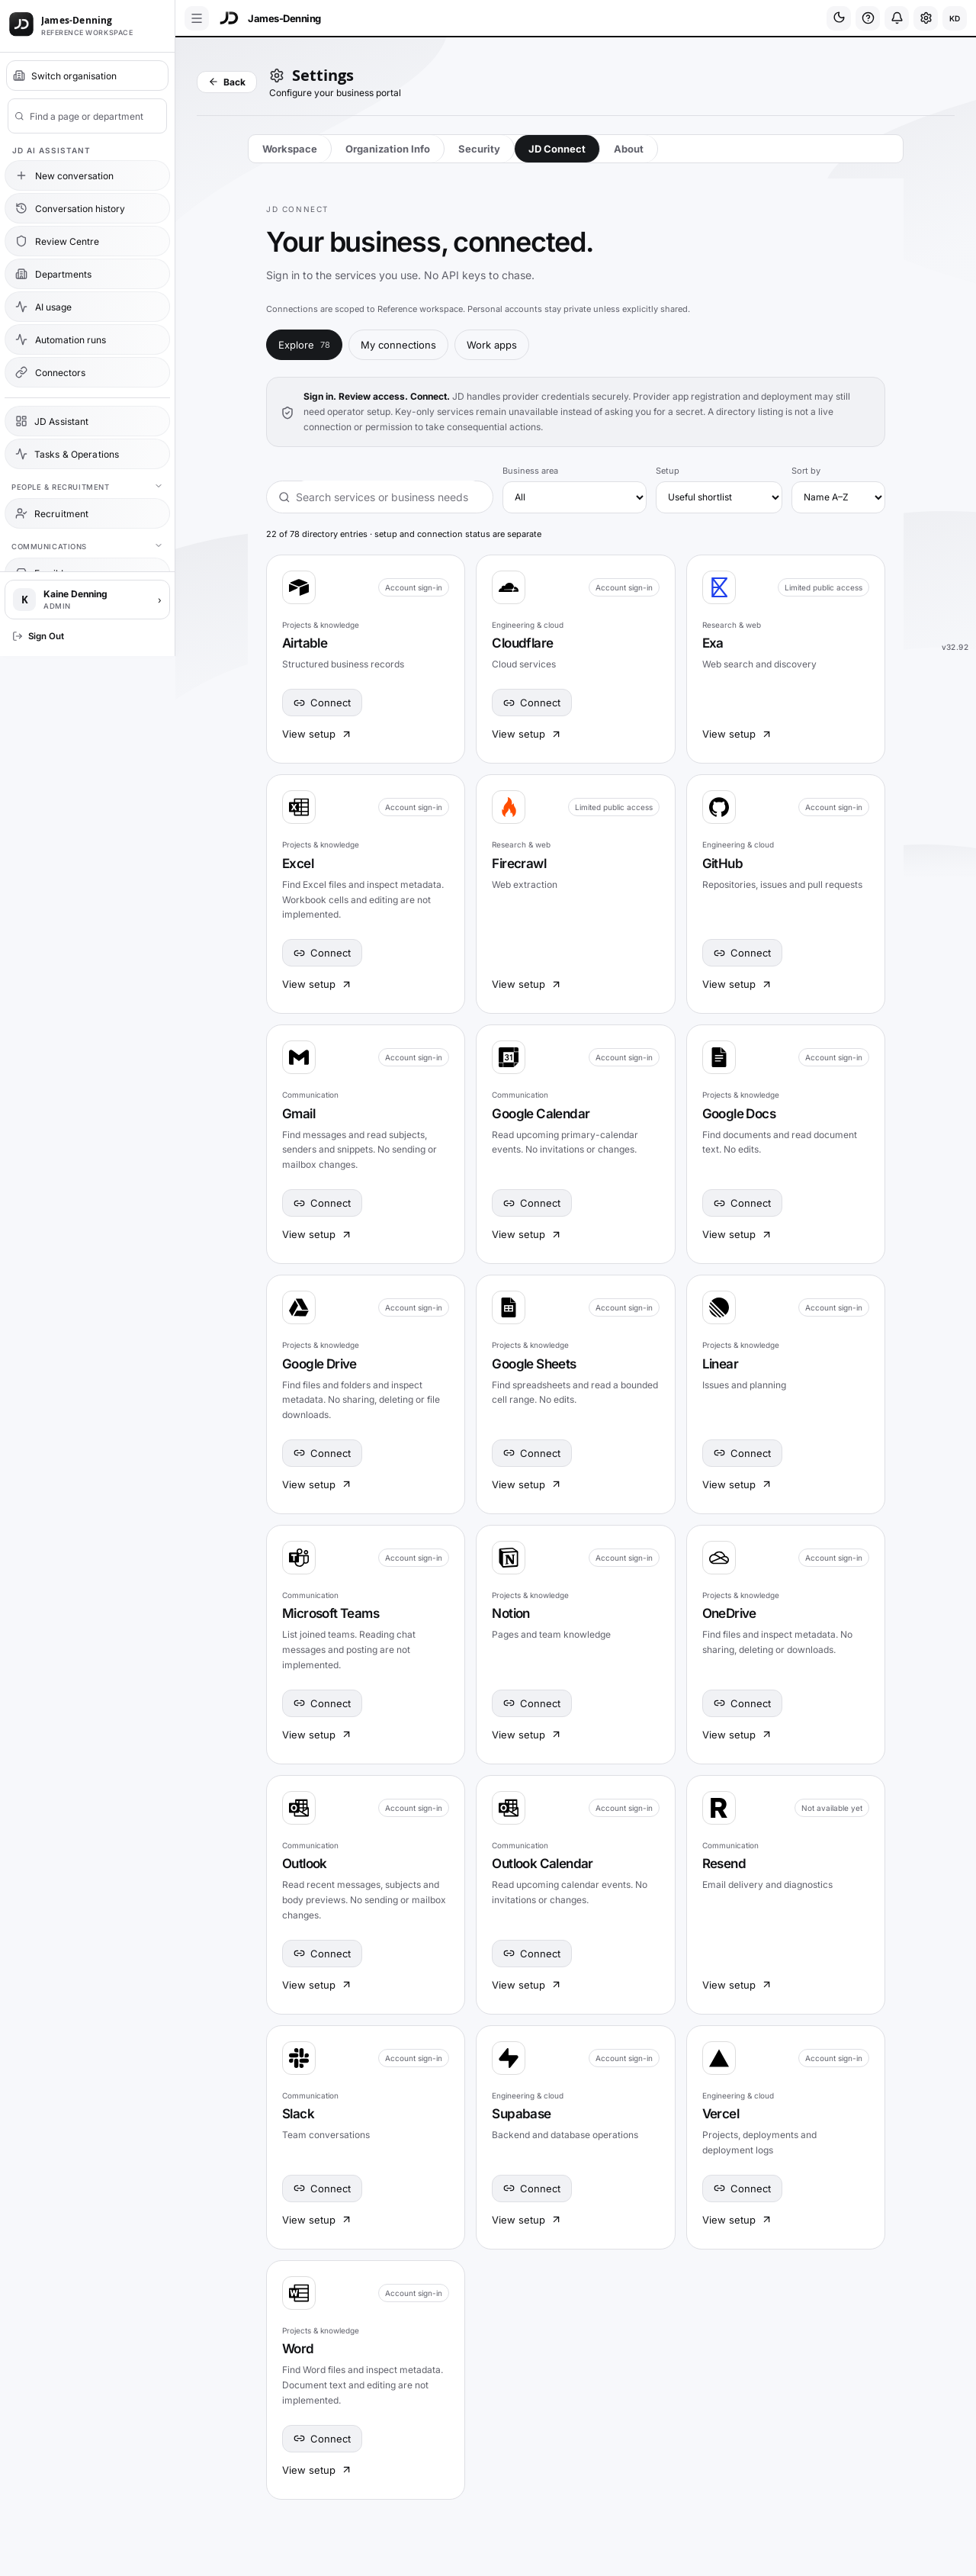 James-Denning
REFERENCE WORKSPACE
Switch organisation
Find a page or department
JD AI ASSISTANT
New conversation
Conversation history
Review Centre
Departments
AI usage
Automation runs
Connectors
JD Assistant
Tasks & Operations
PEOPLE & RECRUITMENT
Recruitment
COMMUNICATIONS
K
Kaine Denning
ADMIN
Sign Out
JD James-Denning
KD
Back
Settings
Configure your business portal
Workspace Organization Info Security JD Connect About
JD CONNECT
Your business, connected.
Sign in to the services you use. No API keys to chase.
Connections are scoped to Reference workspace. Personal accounts stay private unless explicitly shared.
Explore 78 My connections Work apps
Sign in. Review access. Connect. JD handles provider credentials securely. Provider app registration and deployment may still
need operator setup. Key-only services remain unavailable instead of asking you for a secret. A directory listing is not a live
connection or permission to take consequential actions.
Search services or business needs
Business area
All
Setup
Useful shortlist
Sort by
Name A–Z
22 of 78 directory entries · setup and connection status are separate
v32.92
Account sign-in
Projects & knowledge
Airtable
Structured business records
Connect
View setup
Account sign-in
Engineering & cloud
Cloudflare
Cloud services
Connect
View setup
Limited public access
Research & web
Exa
Web search and discovery
View setup
Account sign-in
Projects & knowledge
Excel
Find Excel files and inspect metadata.
Workbook cells and editing are not
implemented.
Connect
View setup
Limited public access
Research & web
Firecrawl
Web extraction
View setup
Account sign-in
Engineering & cloud
GitHub
Repositories, issues and pull requests
Connect
View setup
Account sign-in
Communication
Gmail
Find messages and read subjects,
senders and snippets. No sending or
mailbox changes.
Connect
View setup
31
Account sign-in
Communication
Google Calendar
Read upcoming primary-calendar
events. No invitations or changes.
Connect
View setup
Account sign-in
Projects & knowledge
Google Docs
Find documents and read document
text. No edits.
Connect
View setup
Account sign-in
Projects & knowledge
Google Drive
Find files and folders and inspect
metadata. No sharing, deleting or file
downloads.
Connect
View setup
Account sign-in
Projects & knowledge
Google Sheets
Find spreadsheets and read a bounded
cell range. No edits.
Connect
View setup
Account sign-in
Projects & knowledge
Linear
Issues and planning
Connect
View setup
Account sign-in
Communication
Microsoft Teams
List joined teams. Reading chat
messages and posting are not
implemented.
Connect
View setup
Account sign-in
Projects & knowledge
Notion
Pages and team knowledge
Connect
View setup
Account sign-in
Projects & knowledge
OneDrive
Find files and inspect metadata. No
sharing, deleting or downloads.
Connect
View setup
Account sign-in
Communication
Outlook
Read recent messages, subjects and
body previews. No sending or mailbox
changes.
Connect
View setup
Account sign-in
Communication
Outlook Calendar
Read upcoming calendar events. No
invitations or changes.
Connect
View setup
Not available yet
Communication
Resend
Email delivery and diagnostics
View setup
Account sign-in
Communication
Slack
Team conversations
Connect
View setup
Account sign-in
Engineering & cloud
Supabase
Backend and database operations
Connect
View setup
Account sign-in
Engineering & cloud
Vercel
Projects, deployments and
deployment logs
Connect
View setup
Account sign-in
Projects & knowledge
Word
Find Word files and inspect metadata.
Document text and editing are not
implemented.
Connect
View setup